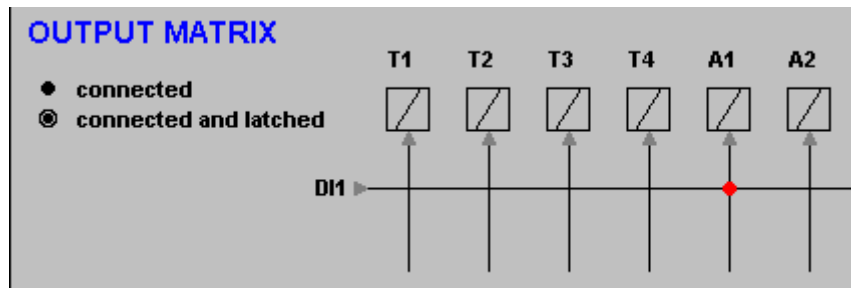 OUTPUT MATRIX
T1 T2 T3 T4 A1 A2
connected
connected and latched
DI1